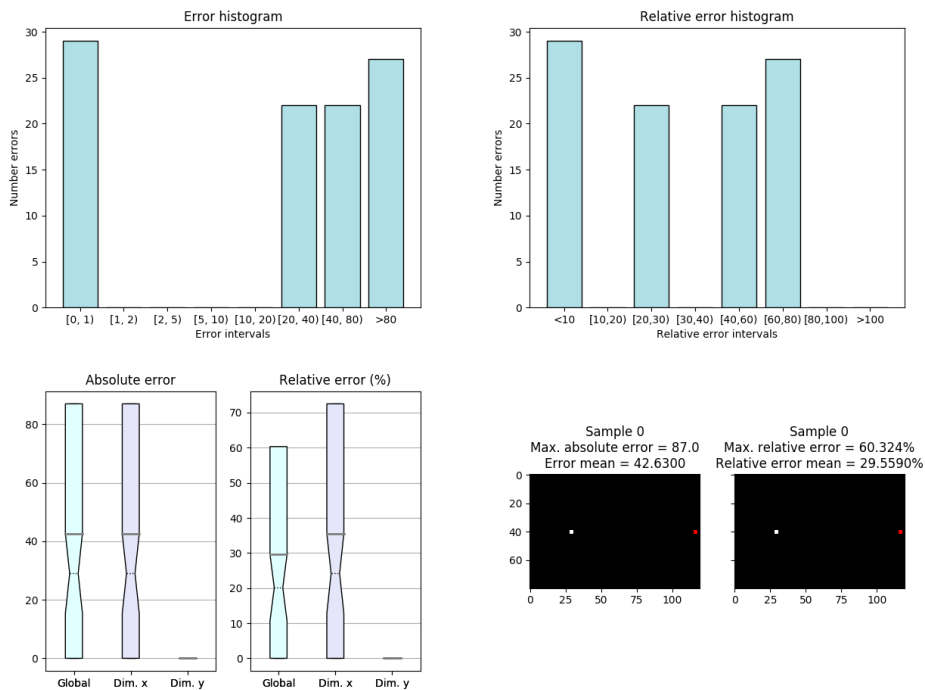 Error histogram
30
25
20
15
10
5
0
Number errors
[0, 1)
[1, 2)
[2, 5)
[5, 10)
[10, 20)
[20, 40)
[40, 80)
>80
Error intervals
Relative error histogram
30
25
20
15
10
5
0
Number errors
<10
[10,20)
[20,30)
[30,40)
[40,60)
[60,80)
[80,100)
>100
Relative error intervals
Absolute error
80
60
40
20
0
Global
Dim. x
Dim. y
Relative error (%)
70
60
50
40
30
20
10
0
Global
Dim. x
Dim. y
Sample 0
Max. absolute error = 87.0
Error mean = 42.6300
0
20
40
60
0
25
50
75
100
Sample 0
Max. relative error = 60.324%
Relative error mean = 29.5590%
0
25
50
75
100